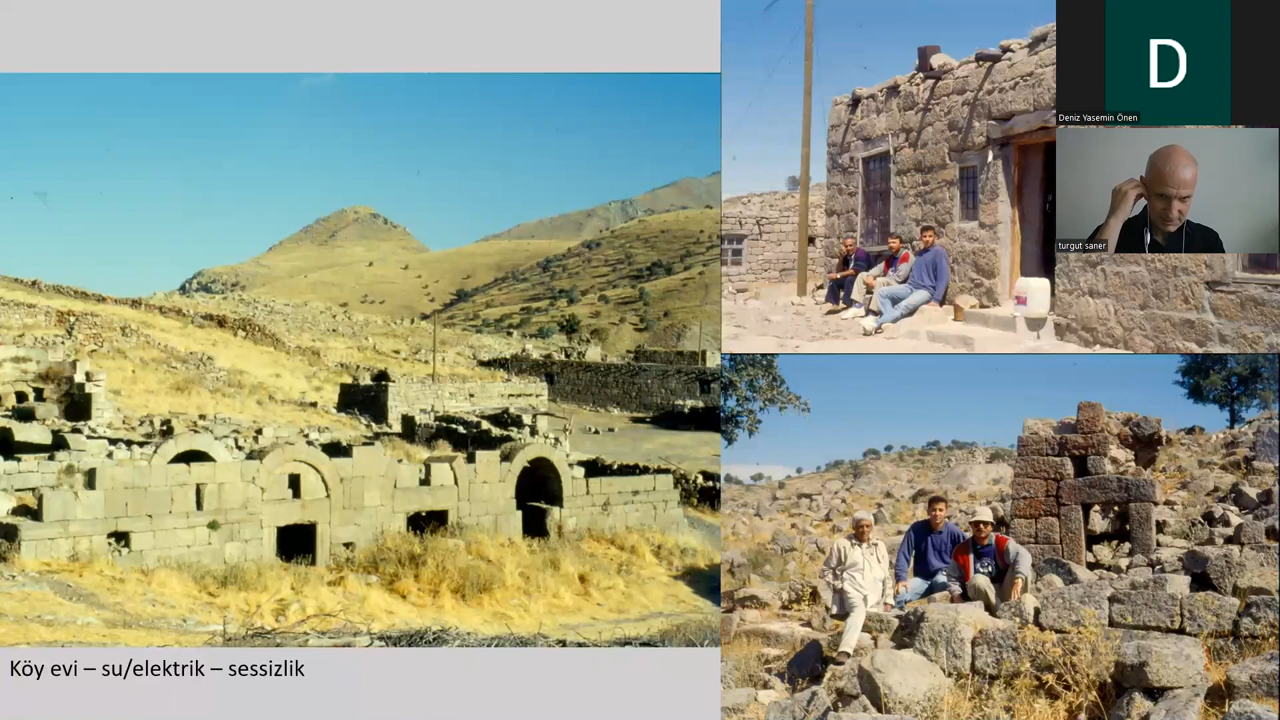 D
Deniz Yasemin Önen
turgut saner
Köy evi – su/elektrik – sessizlik